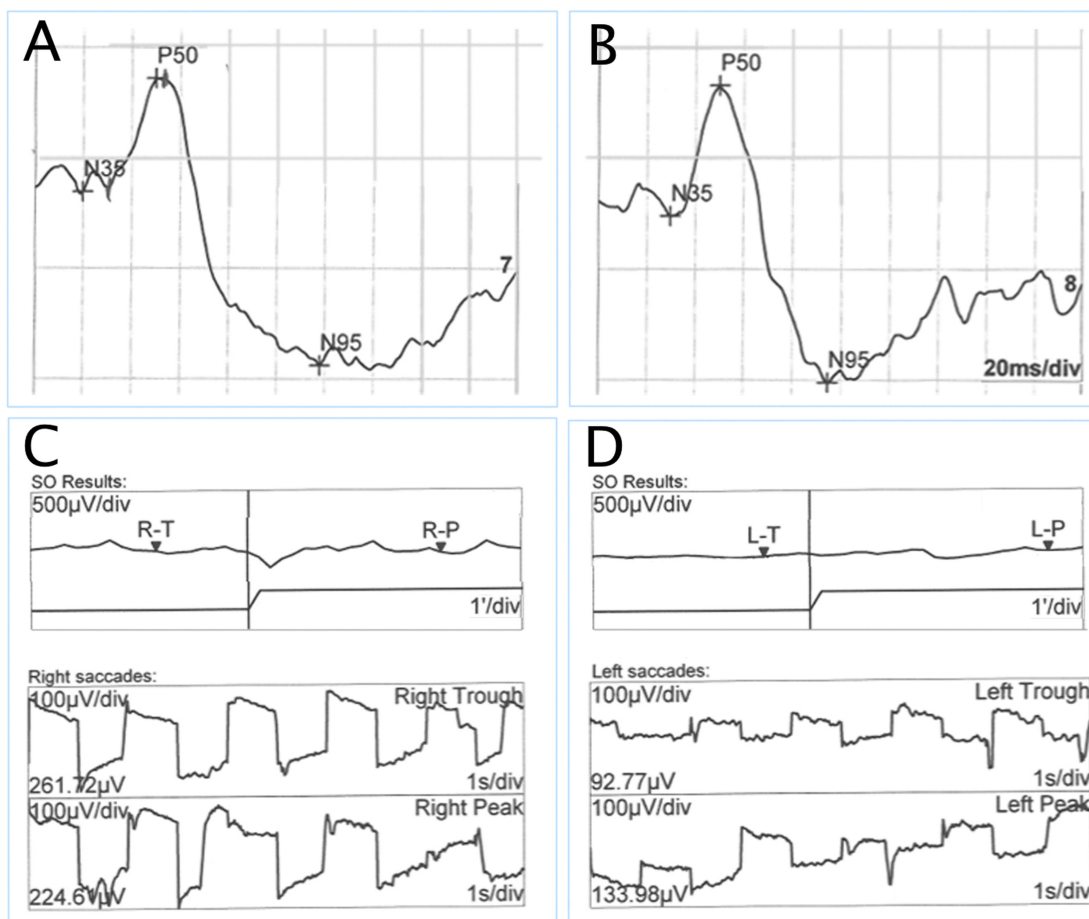 A
P50
N35
N95
7
B
P50
N35
N95
8
20ms/div
C
SO Results:
500µV/div
R-T
R-P
1'/div
Right saccades:
100µV/div
Right Trough
261.72µV
1s/div
100µV/div
Right Peak
224.61µV
1s/div
D
SO Results:
500µV/div
L-T
L-P
1'/div
Left saccades:
100µV/div
Left Trough
92.77µV
1s/div
100µV/div
Left Peak
133.98µV
1s/div